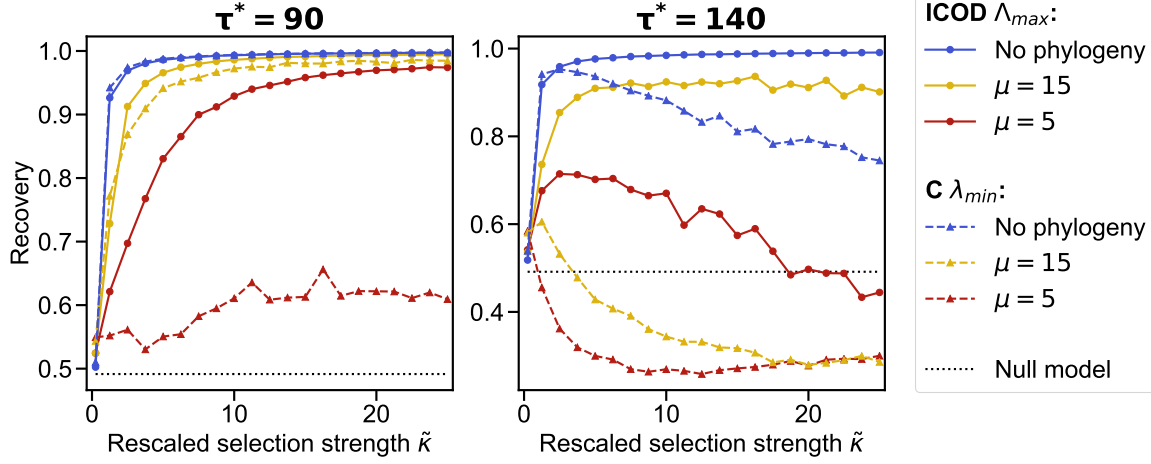 τ* = 90
1.0
0.9
0.8
0.7
0.6
0.5
Recovery
0
10
20
Rescaled selection strength κ̃
τ* = 140
1.0
0.8
0.6
0.4
0
10
20
Rescaled selection strength κ̃
ICOD Λmax:
No phylogeny
μ = 15
μ = 5
C λmin:
No phylogeny
μ = 15
μ = 5
Null model